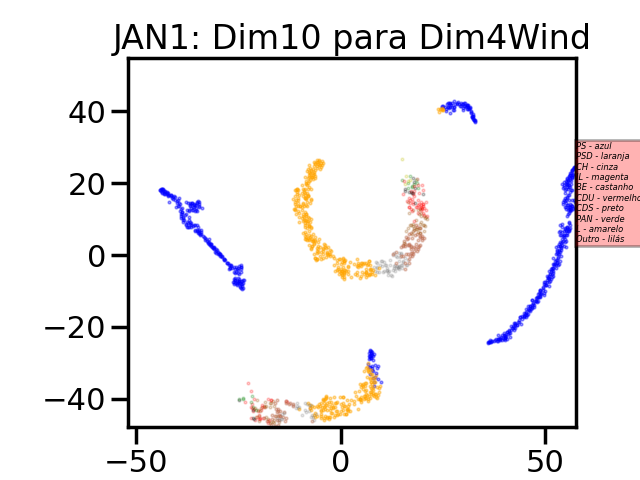 JAN1: Dim10 para Dim4Wind
40
20
0
−20
−40
−50
0
50
PS - azul
PSD - laranja
CH - cinza
IL - magenta
BE - castanho
CDU - vermelho
CDS - preto
PAN - verde
L - amarelo
Outro - lilás